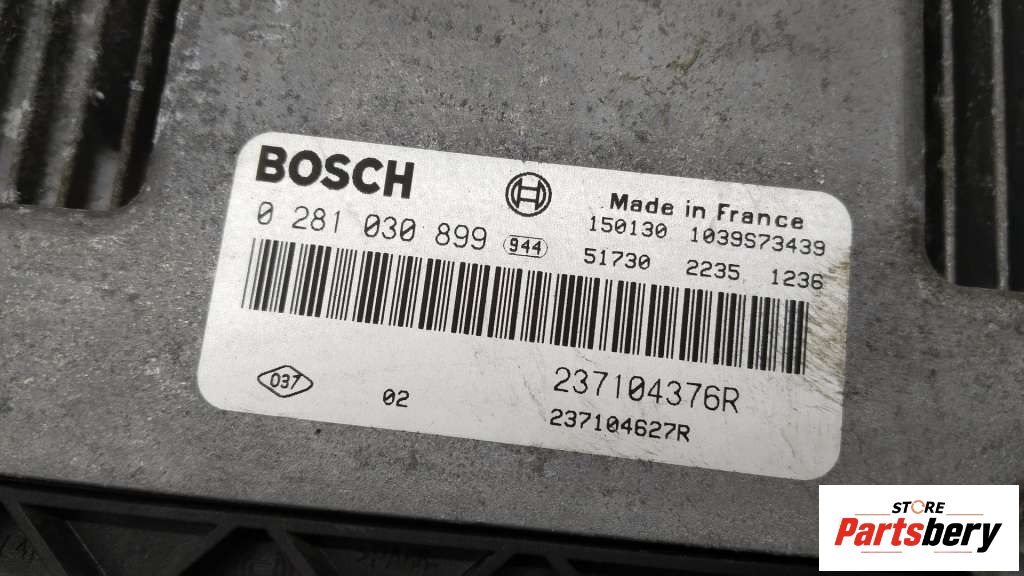 BOSCH
Made in France
0 281 030 899 944
150130 1039S73439
51730 2235 1236
D37
02
237104376R
237104627R
STORE
Partsbery